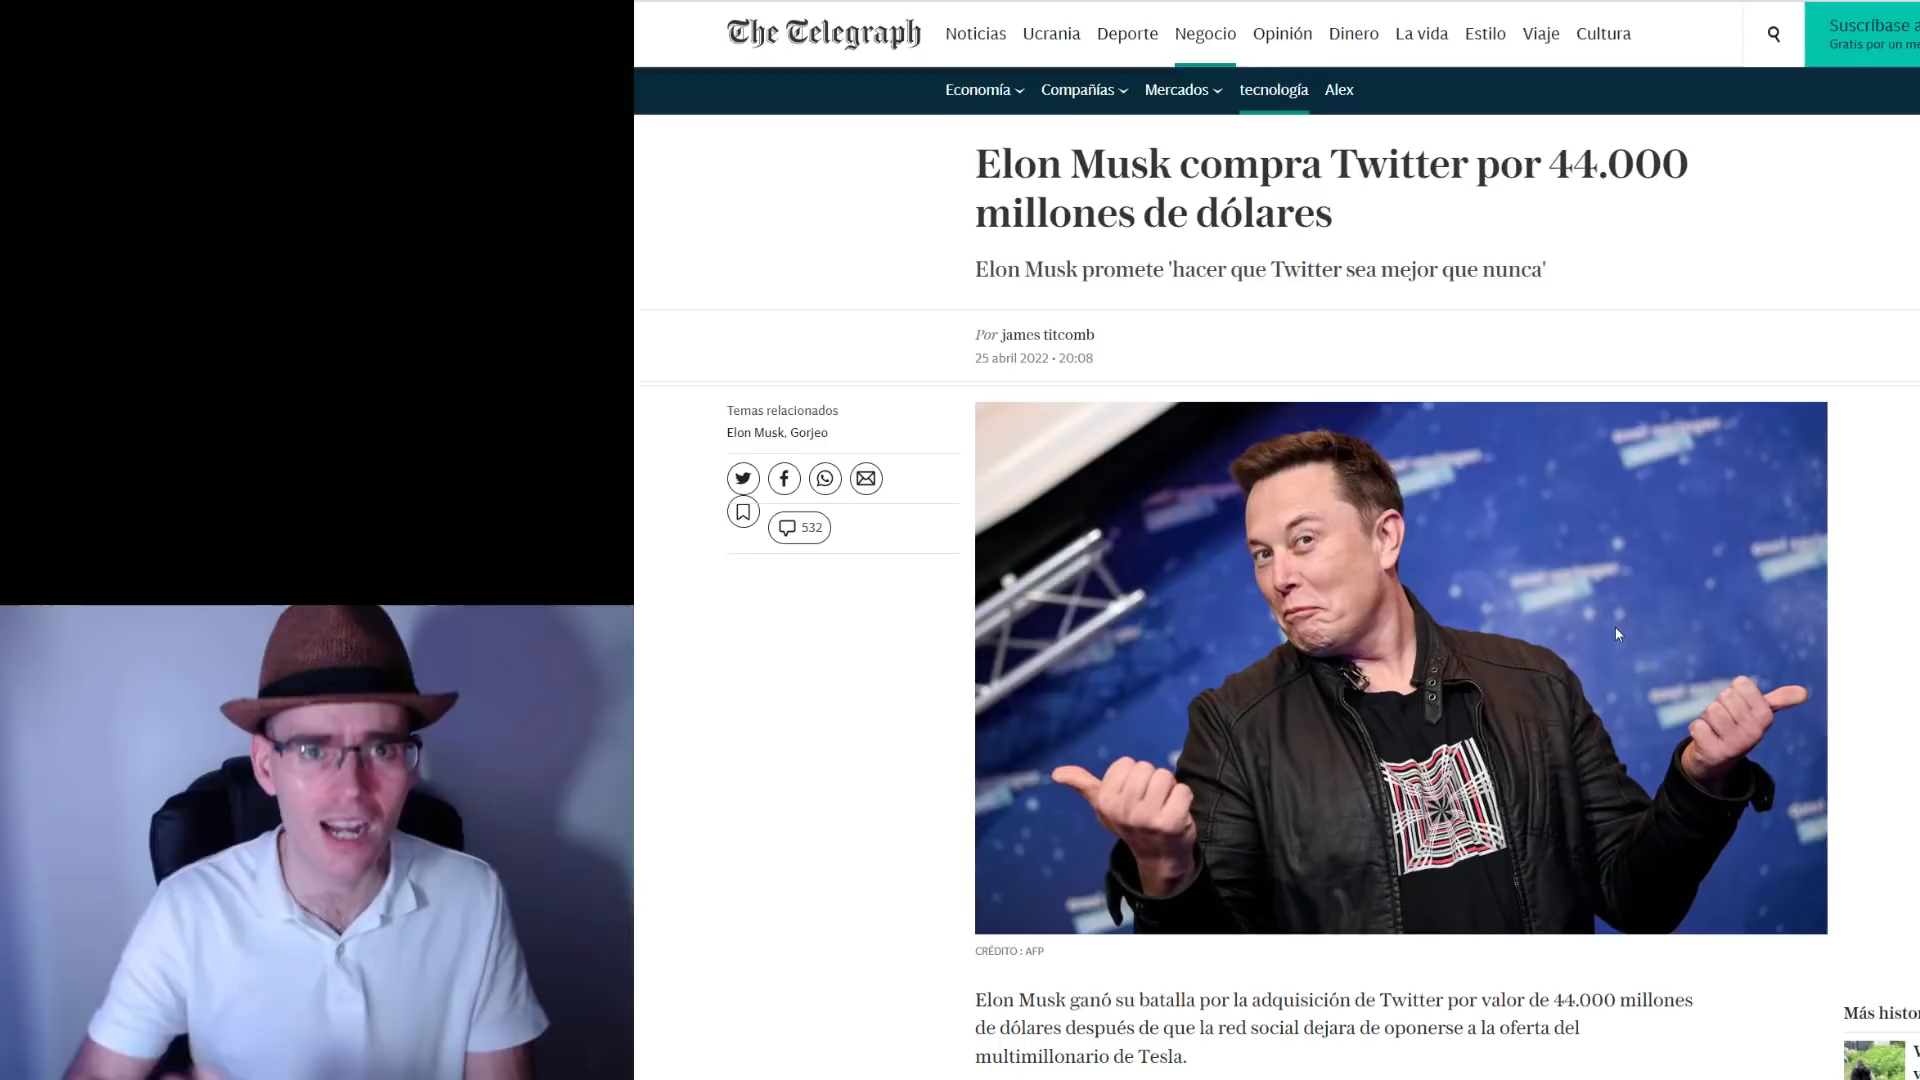 The Telegraph
Noticias Ucrania Deporte Negocio Opinión Dinero La vida Estilo Viaje Cultura
Suscríbase
Gratis por un
Economía Compañías Mercados tecnología Alex
Elon Musk compra Twitter por 44.000
millones de dólares
Elon Musk promete 'hacer que Twitter sea mejor que nunca'
Por james titcomb
25 abril 2022 • 20:08
Temas relacionados
Elon Musk, Gorjeo
532
CRÉDITO : AFP
Elon Musk ganó su batalla por la adquisición de Twitter por valor de 44.000 millones
de dólares después de que la red social dejara de oponerse a la oferta del
multimillonario de Tesla.
Más